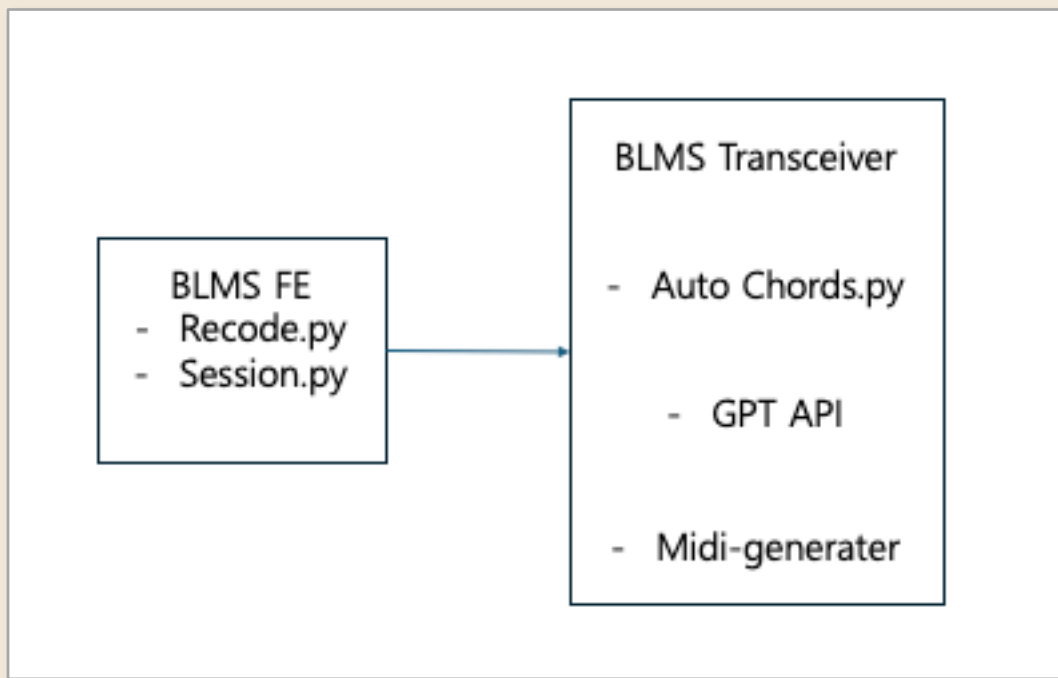 BLMS FE
- Recode.py
- Session.py
BLMS Transceiver
- Auto Chords.py
- GPT API
- Midi-generater